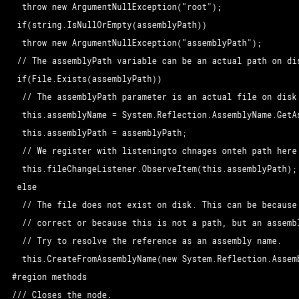 throw new ArgumentNullException("root");
if(string.IsNullOrEmpty(assemblyPath))
throw new ArgumentNullException("assemblyPath");
// The assemblyPath variable can be an actual path on dis
if(File.Exists(assemblyPath))
// The assemblyPath parameter is an actual file on disk
this.assemblyName = System.Reflection.AssemblyName.GetAs
this.assemblyPath = assemblyPath;
// We register with listeningto chnages onteh path here
this.fileChangeListener.ObserveItem(this.assemblyPath);
else
// The file does not exist on disk. This can be because
// correct or because this is not a path, but an assembl
// Try to resolve the reference as an assembly name.
this.CreateFromAssemblyName(new System.Reflection.Assemb
#region methods
/// Closes the node.